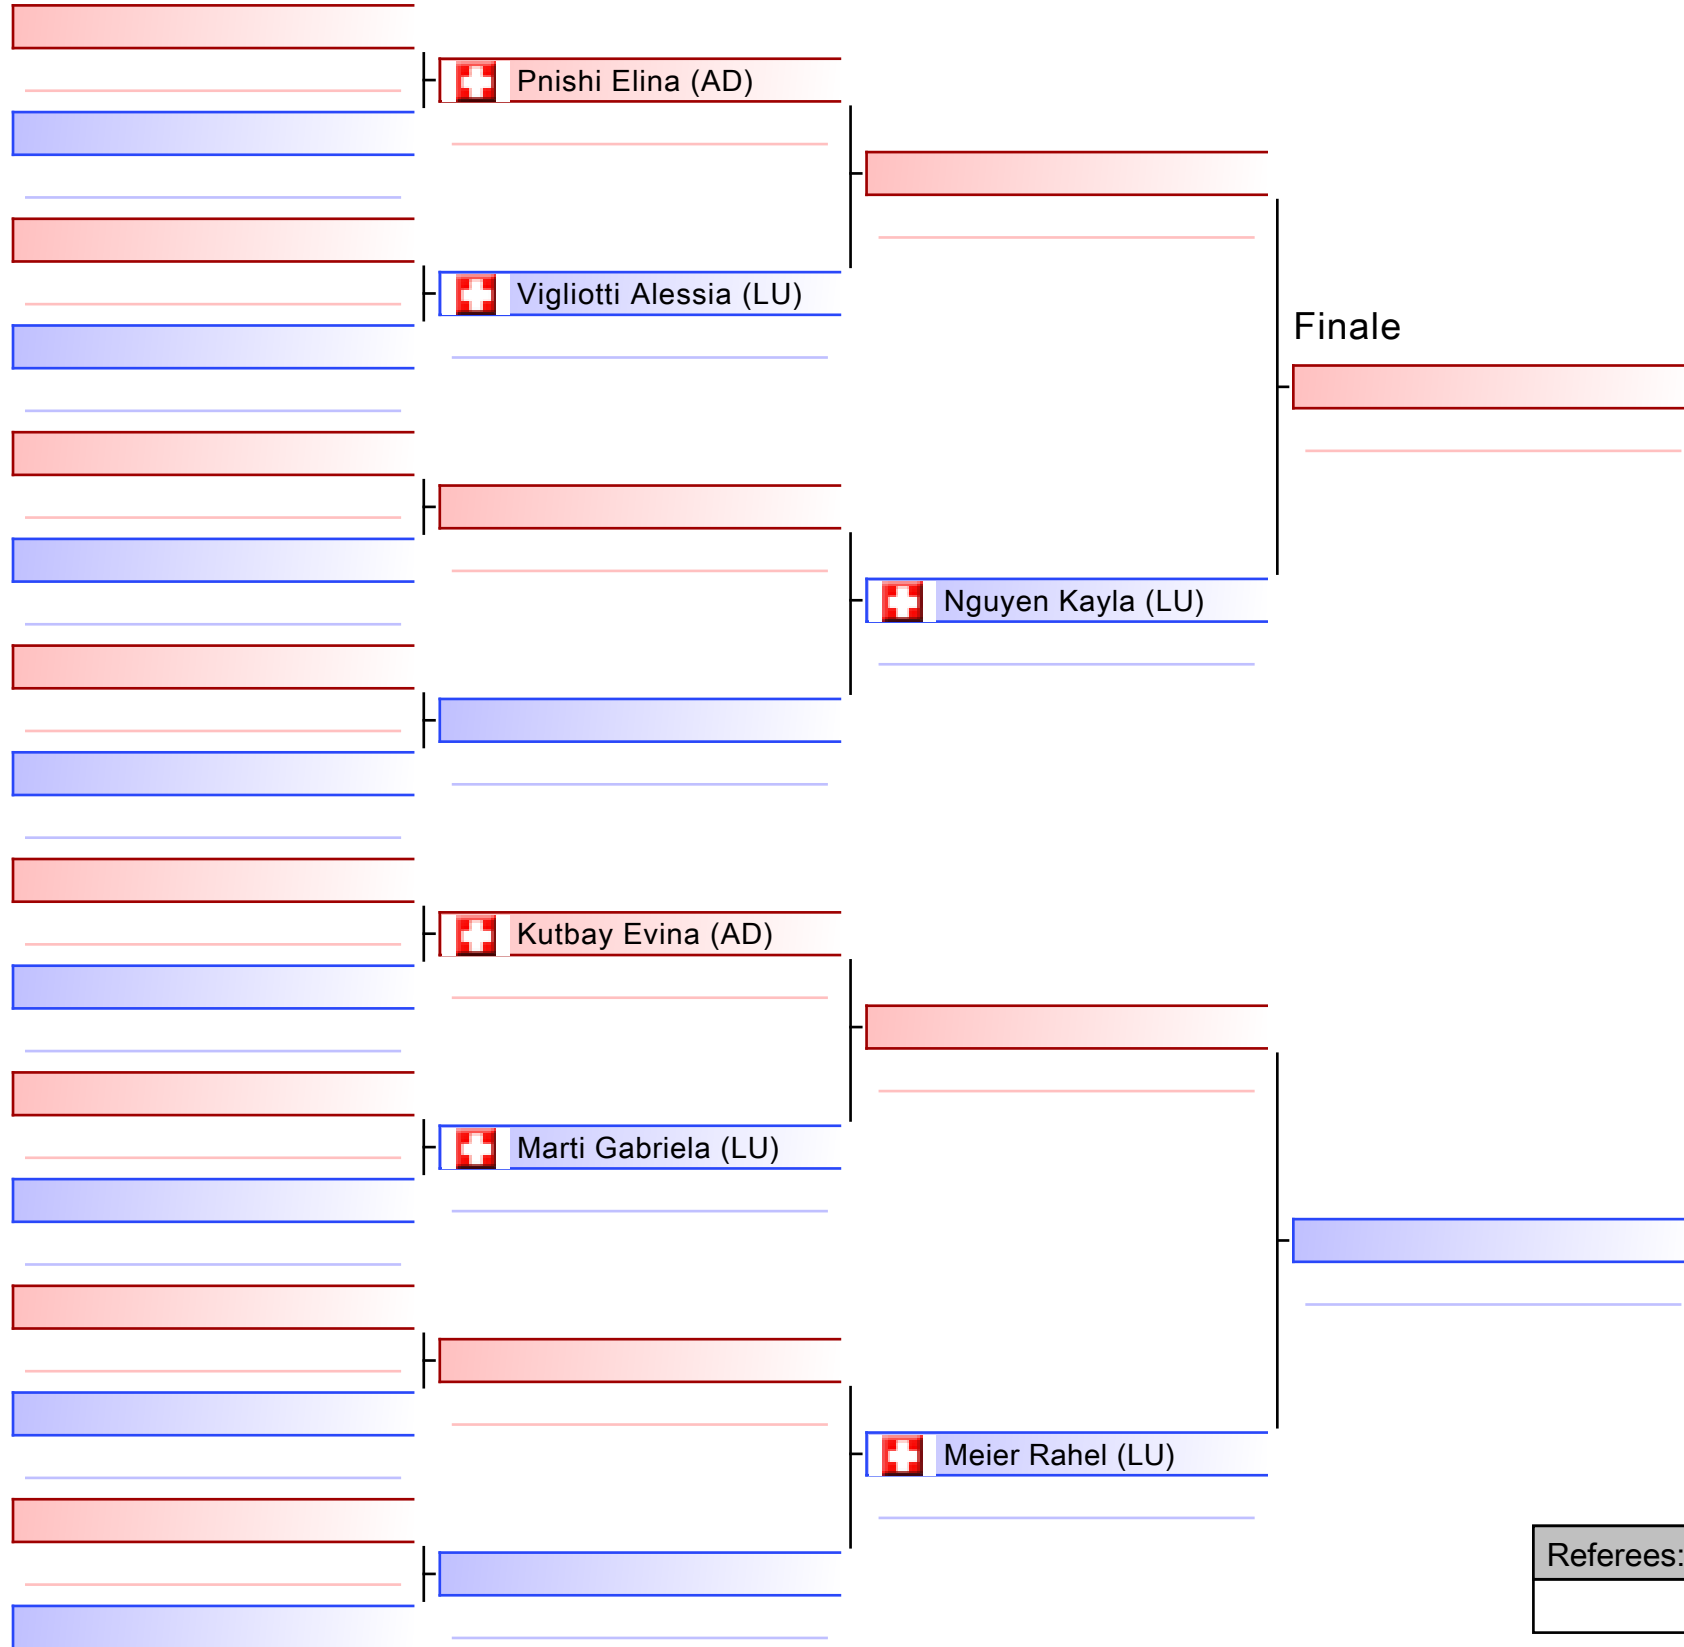 Pnishi Elina (AD)
Vigliotti Alessia (LU)
Finale
Nguyen Kayla (LU)
Kutbay Evina (AD)
Marti Gabriela (LU)
Meier Rahel (LU)
Referees: